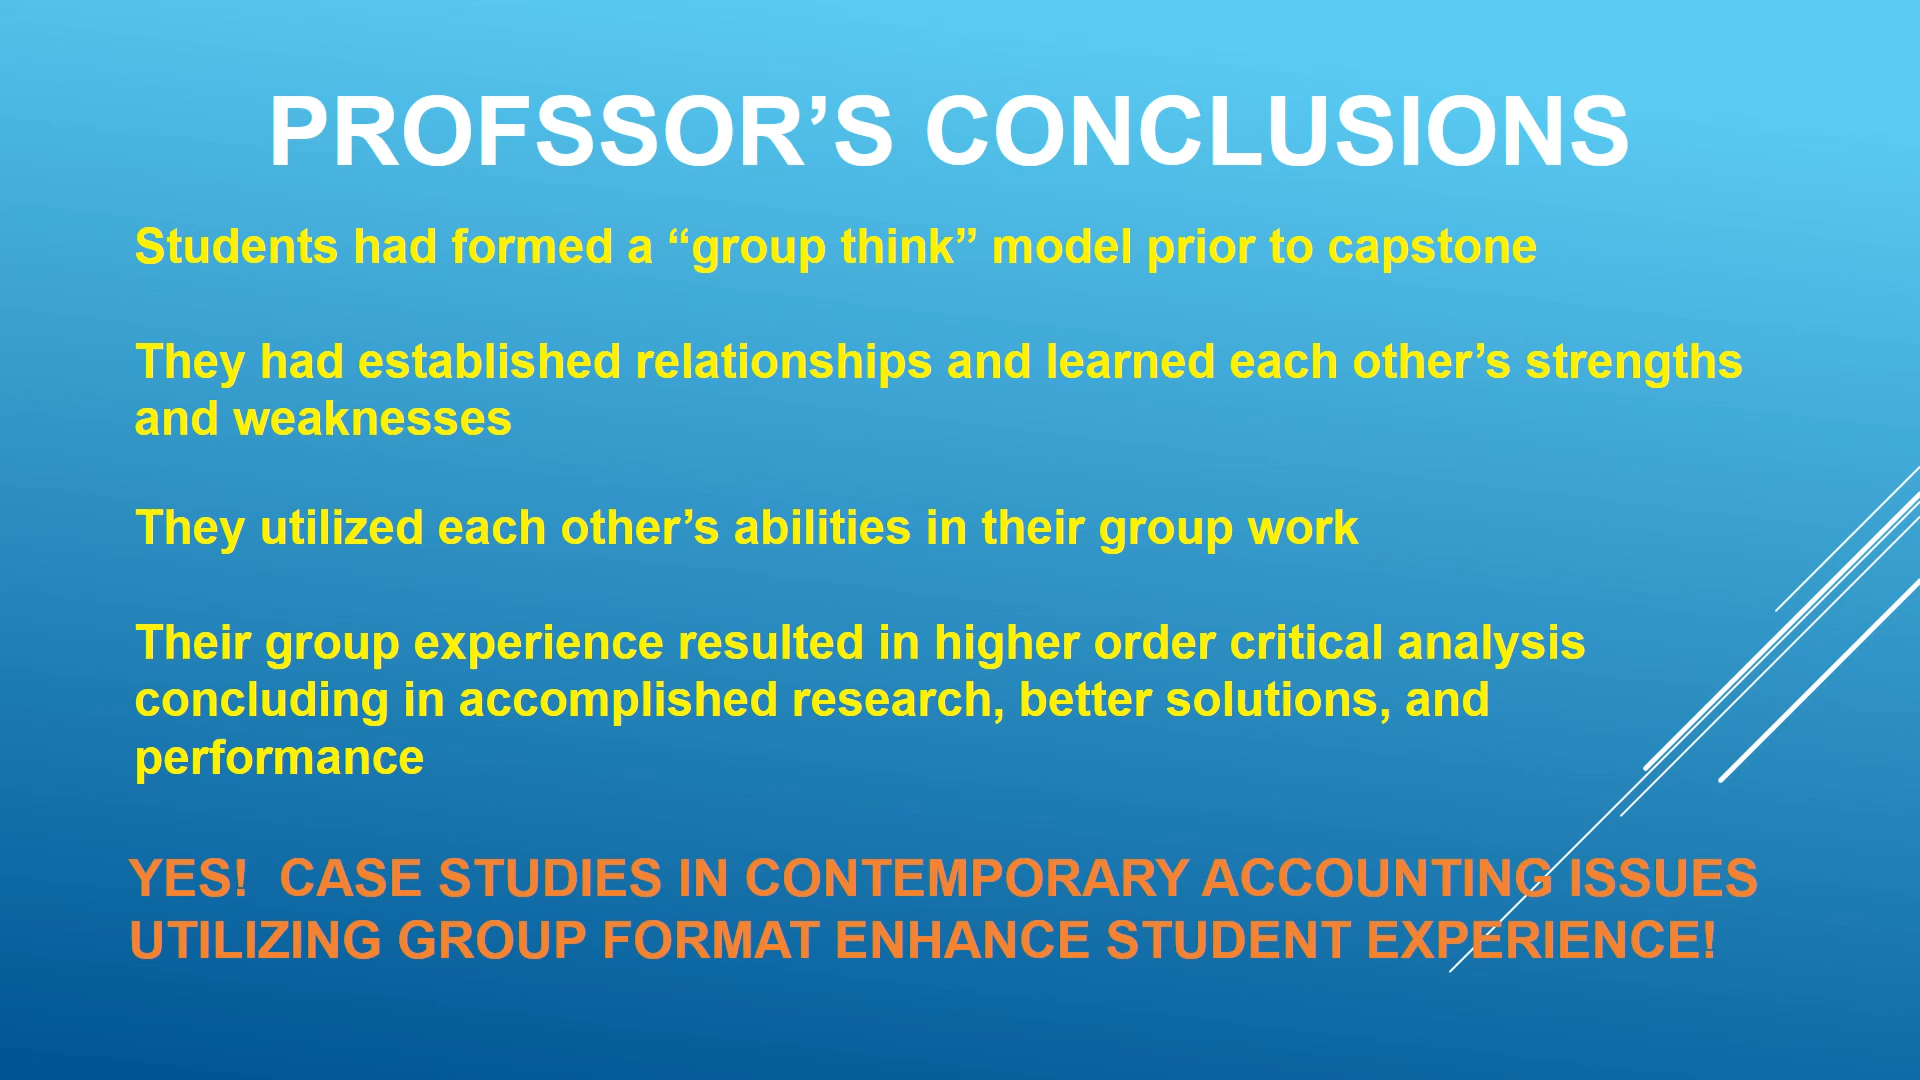 PROFSSOR’S CONCLUSIONS
Students had formed a “group think” model prior to capstone
They had established relationships and learned each other’s strengths
and weaknesses
They utilized each other’s abilities in their group work
Their group experience resulted in higher order critical analysis
concluding in accomplished research, better solutions, and
performance
YES!  CASE STUDIES IN CONTEMPORARY ACCOUNTING ISSUES
UTILIZING GROUP FORMAT ENHANCE STUDENT EXPERIENCE!